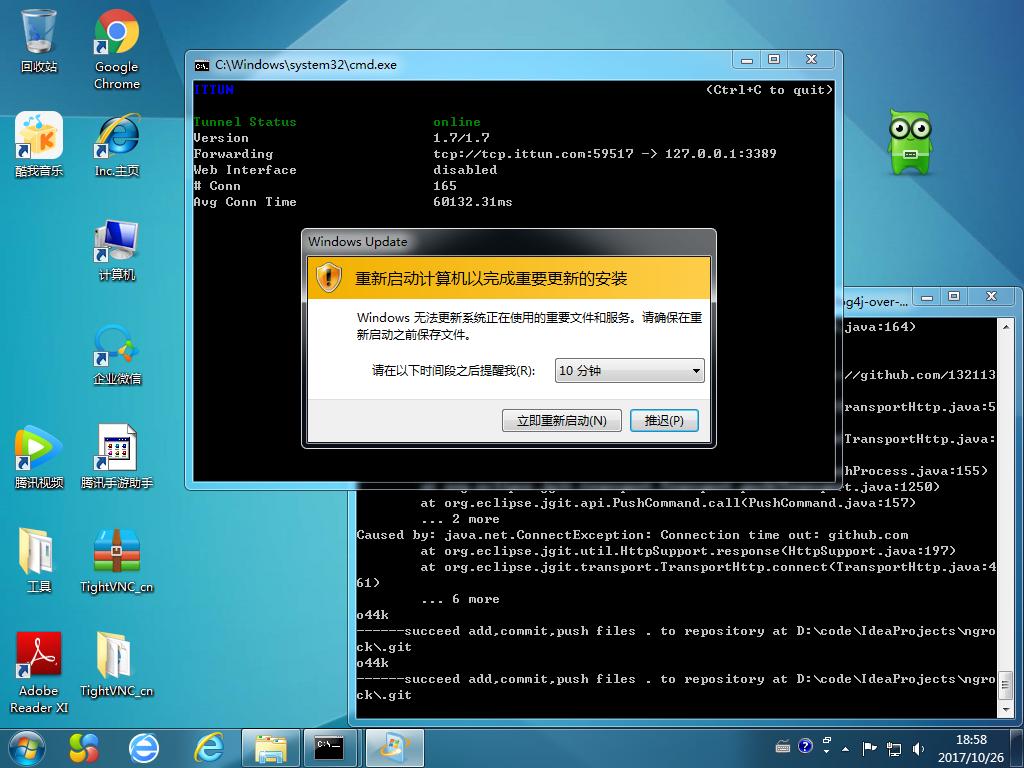 回收站
Google
Chrome
酷我音乐
Inc.主页
计算机
企业微信
腾讯视频
腾讯手游助手
工具
TightVNC_cn
Adobe
Reader XI
TightVNC_cn
C:\Windows\system32\cmd.exe
ITTUN (Ctrl+C to quit)
Tunnel Status online
Version 1.7/1.7
Forwarding tcp://tcp.ittun.com:59517 -> 127.0.0.1:3389
Web Interface disabled
# Conn 165
Avg Conn Time 60132.31ms
Windows Update
重新启动计算机以完成重要更新的安装
Windows 无法更新系统正在使用的重要文件和服务。请确保在重
新启动之前保存文件。
请在以下时间段之后提醒我(R): 10 分钟
立即重新启动(N) 推迟(P)
g4j-over-...
java:164)
//github.com/132113
ransportHttp.java:5
TransportHttp.java:
hProcess.java:155)
t.java:1250)
at org.eclipse.jgit.api.PushCommand.call(PushCommand.java:157)
... 2 more
Caused by: java.net.ConnectException: Connection time out: github.com
at org.eclipse.jgit.util.HttpSupport.response(HttpSupport.java:197)
at org.eclipse.jgit.transport.TransportHttp.connect(TransportHttp.java:4
61)
... 6 more
o44k
------succeed add,commit,push files . to repository at D:\code\IdeaProjects\ngro
ck\.git
o44k
------succeed add,commit,push files . to repository at D:\code\IdeaProjects\ngro
ck\.git
18:58
2017/10/26